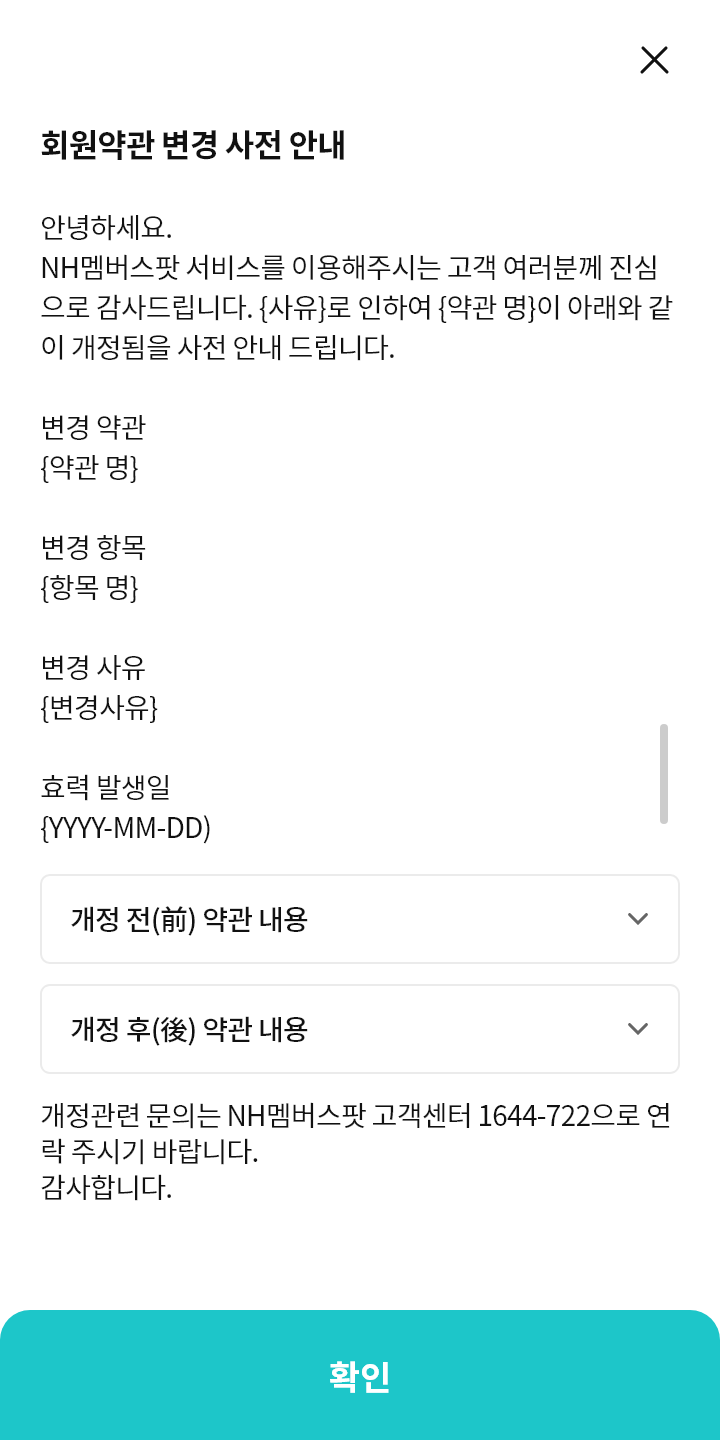 회원약관 변경 사전 안내
안녕하세요.
NH멤버스팟 서비스를 이용해주시는 고객 여러분께 진심
으로 감사드립니다. {사유}로 인하여 {약관 명}이 아래와 같
이 개정됨을 사전 안내 드립니다.
변경 약관
{약관 명}
변경 항목
{항목 명}
변경 사유
{변경사유}
효력 발생일
{YYYY-MM-DD)
개정 전(前) 약관 내용
개정 후(後) 약관 내용
개정관련 문의는 NH멤버스팟 고객센터 1644-722으로 연
락 주시기 바랍니다.
감사합니다.
확인